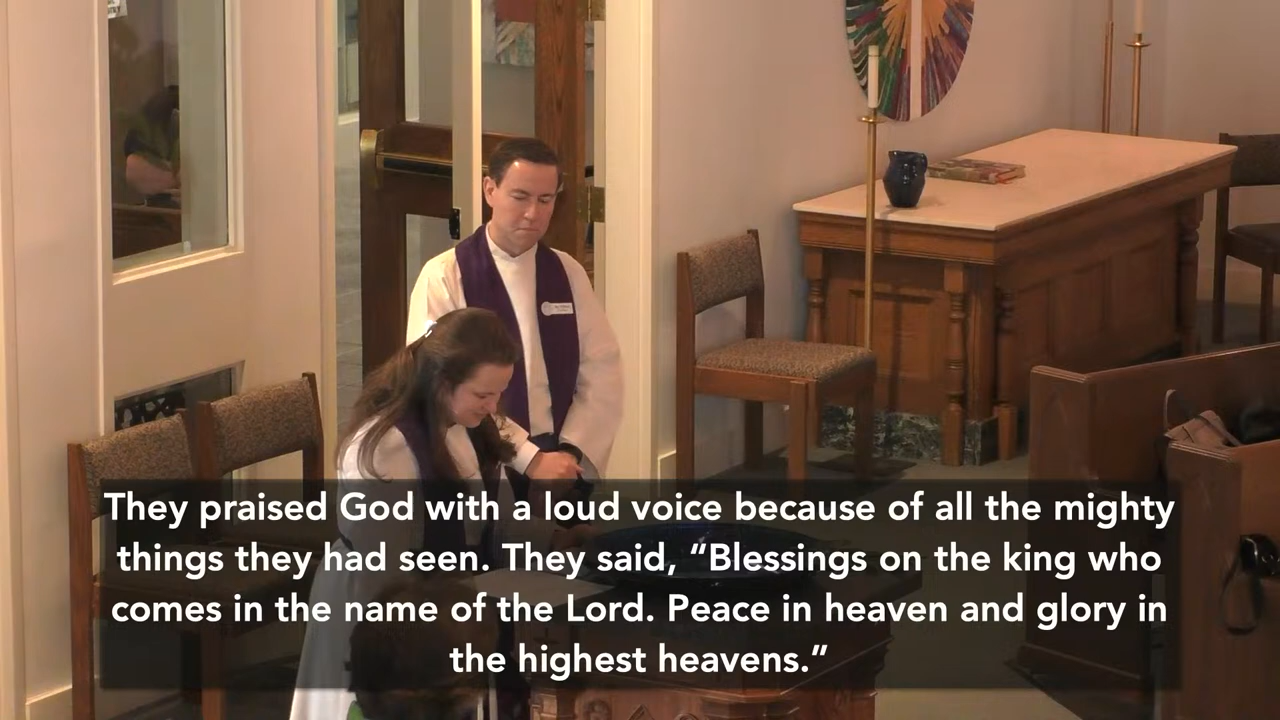 They praised God with a loud voice because of all the mighty
things they had seen. They said, “Blessings on the king who
comes in the name of the Lord. Peace in heaven and glory in
the highest heavens.”